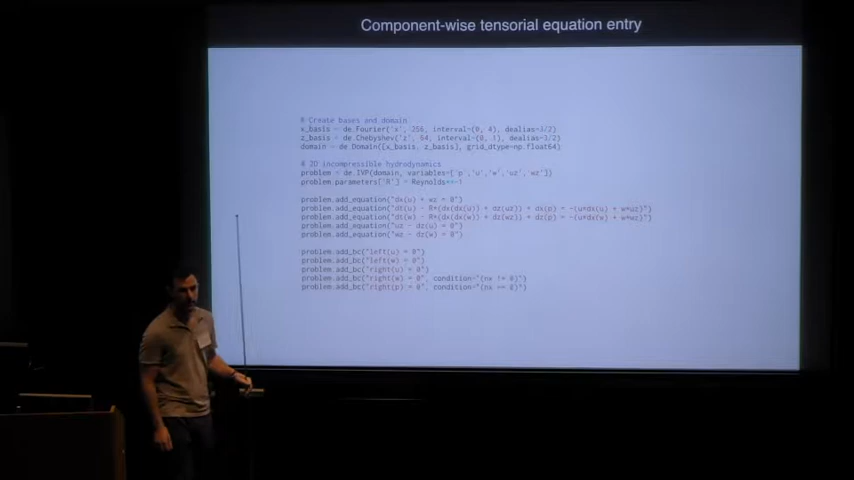 Component-wise tensorial equation entry
# Create bases and domain
x_basis = de.Fourier('x', 256, interval=(0, 4), dealias=3/2)
z_basis = de.Chebyshev('z', 64, interval=(0, 1), dealias=3/2)
domain = de.Domain([x_basis, z_basis], grid_dtype=np.float64)
# 2D incompressible hydrodynamics
problem = de.IVP(domain, variables=['p','u','w','uz','wz'])
problem.parameters['R'] = Reynolds**-1
problem.add_equation("dx(u) + wz = 0")
problem.add_equation("dt(u) - R*(dx(dx(u)) + dz(uz)) + dx(p) = -(u*dx(u) + w*uz)")
problem.add_equation("dt(w) - R*(dx(dx(w)) + dz(wz)) + dz(p) = -(u*dx(w) + w*wz)")
problem.add_equation("uz - dz(u) = 0")
problem.add_equation("wz - dz(w) = 0")
problem.add_bc("left(u) = 0")
problem.add_bc("left(w) = 0")
problem.add_bc("right(u) = 0")
problem.add_bc("right(w) = 0", condition="(nx != 0)")
problem.add_bc("right(p) = 0", condition="(nx == 0)")